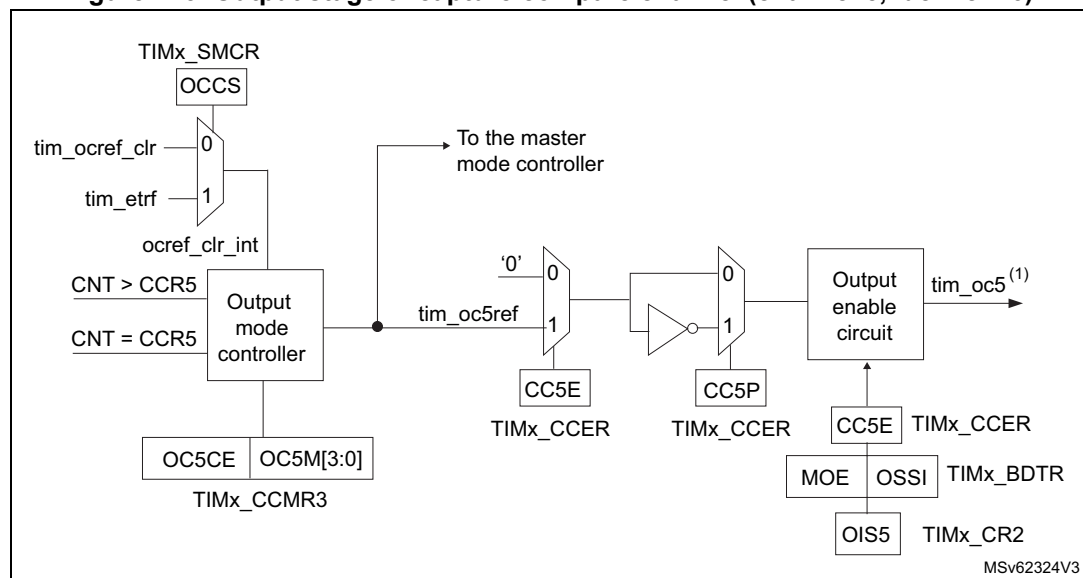 TIMx_SMCR
OCCS
tim_ocref_clr
0
tim_etrf
1
ocref_clr_int
To the master
mode controller
CNT > CCR5
CNT = CCR5
Output
mode
controller
'0'
0
tim_oc5ref
1
0
1
Output
enable
circuit
tim_oc5 (1)
CC5E
TIMx_CCER
CC5P
TIMx_CCER
CC5E
TIMx_CCER
OC5CE
OC5M[3:0]
TIMx_CCMR3
MOE
OSSI
TIMx_BDTR
OIS5
TIMx_CR2
MSv62324V3